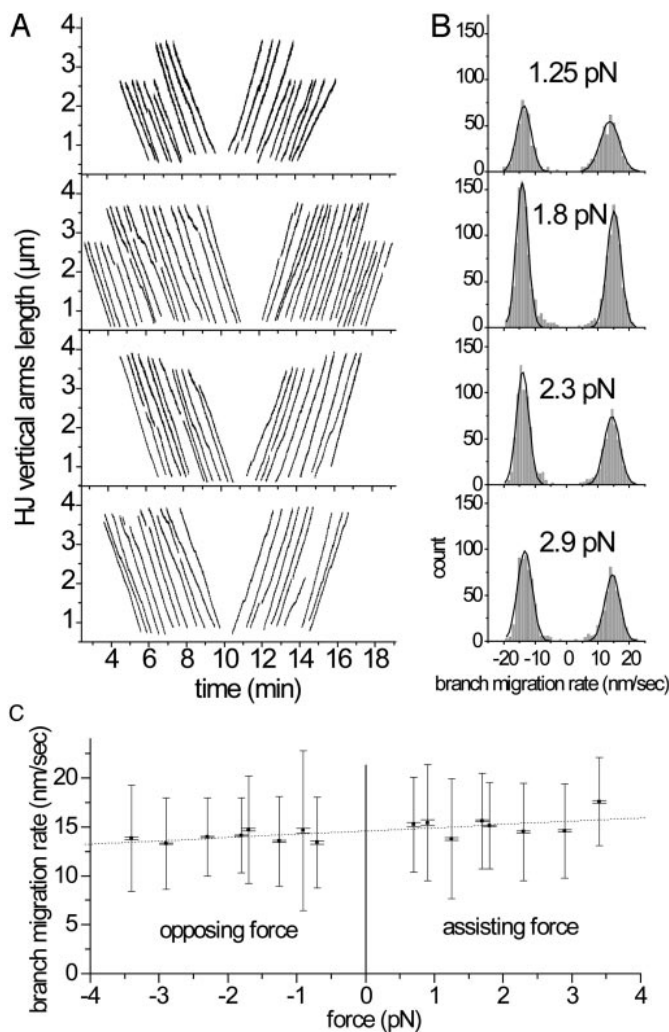 A
B
HJ vertical arms length (μm)
4
3
2
1
4
3
2
1
4
3
2
1
4
3
2
1
4 6 8 10 12 14 16 18
time (min)
150
100
50
0
1.25 pN
150
100
50
0
1.8 pN
150
100
50
0
2.3 pN
150
100
50
0
2.9 pN
count
-20 -10 0 10 20
branch migration rate (nm/sec)
C
branch migration rate (nm/sec)
20
15
10
5
0
opposing force
assisting force
-4 -3 -2 -1 0 1 2 3 4
force (pN)